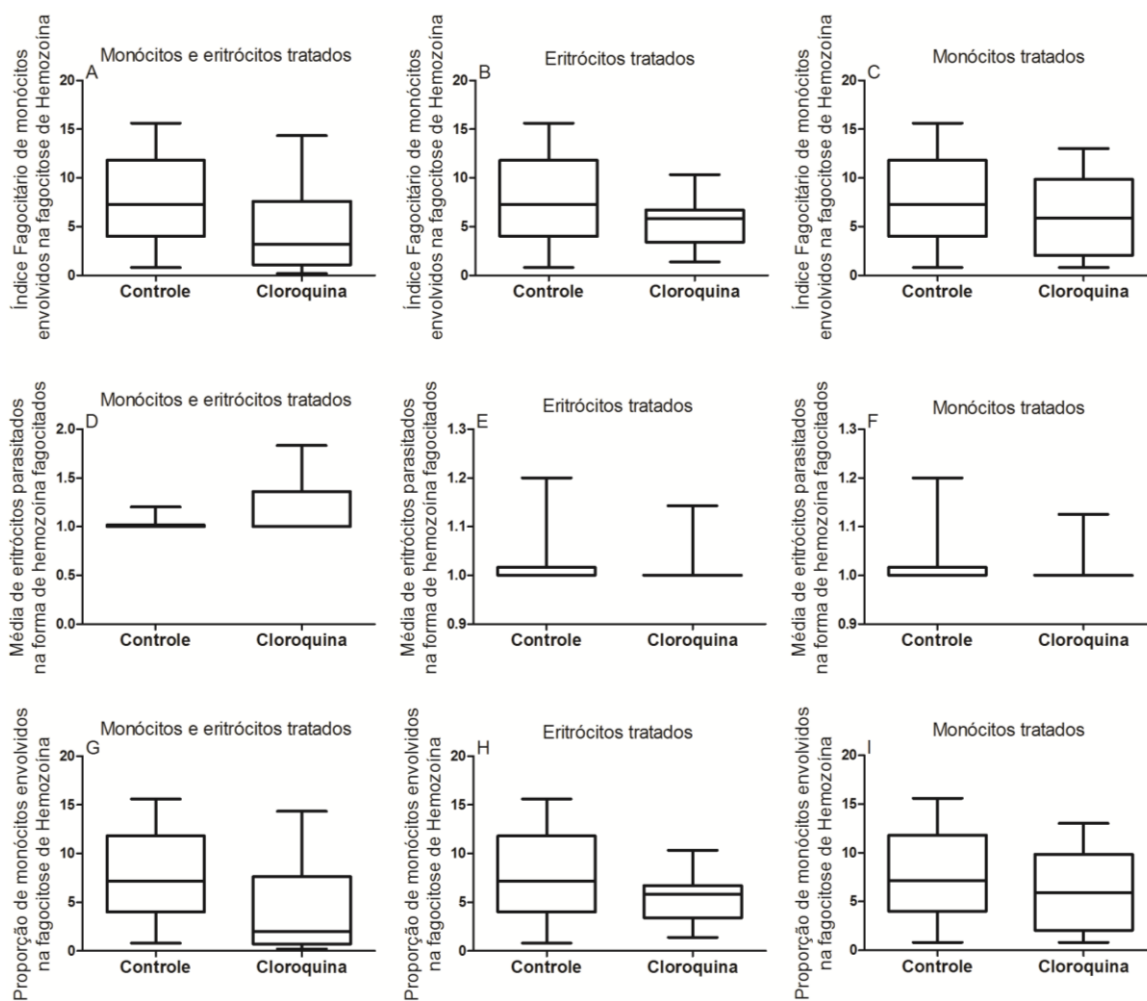 Monócitos e eritrócitos tratados
A
Índice Fagocitário de monócitos
envolvidos na fagocitose de Hemozoína
20
15
10
5
0
Controle
Cloroquina
Eritrócitos tratados
B
Índice Fagocitário de monócitos
envolvidos na fagocitose de Hemozoína
20
15
10
5
0
Controle
Cloroquina
Monócitos tratados
C
Índice Fagocitário de monócitos
envolvidos na fagocitose de Hemozoína
20
15
10
5
0
Controle
Cloroquina
Monócitos e eritrócitos tratados
D
Média de eritrócitos parasitados
na forma de hemozoína fagocitados
2.0
1.5
1.0
0.5
0.0
Controle
Cloroquina
Eritrócitos tratados
E
Média de eritrócitos parasitados
na forma de hemozoína fagocitados
1.3
1.2
1.1
1.0
0.9
Controle
Cloroquina
Monócitos tratados
F
Média de eritrócitos parasitados
na forma de hemozoína fagocitados
1.3
1.2
1.1
1.0
0.9
Controle
Cloroquina
Monócitos e eritrócitos tratados
G
Proporção de monócitos envolvidos
na fagocitose de Hemozoína
20
15
10
5
0
Controle
Cloroquina
Eritrócitos tratados
H
Proporção de monócitos envolvidos
na fagocitose de Hemozoína
20
15
10
5
0
Controle
Cloroquina
Monócitos tratados
I
Proporção de monócitos envolvidos
na fagocitose de Hemozoína
20
15
10
5
0
Controle
Cloroquina